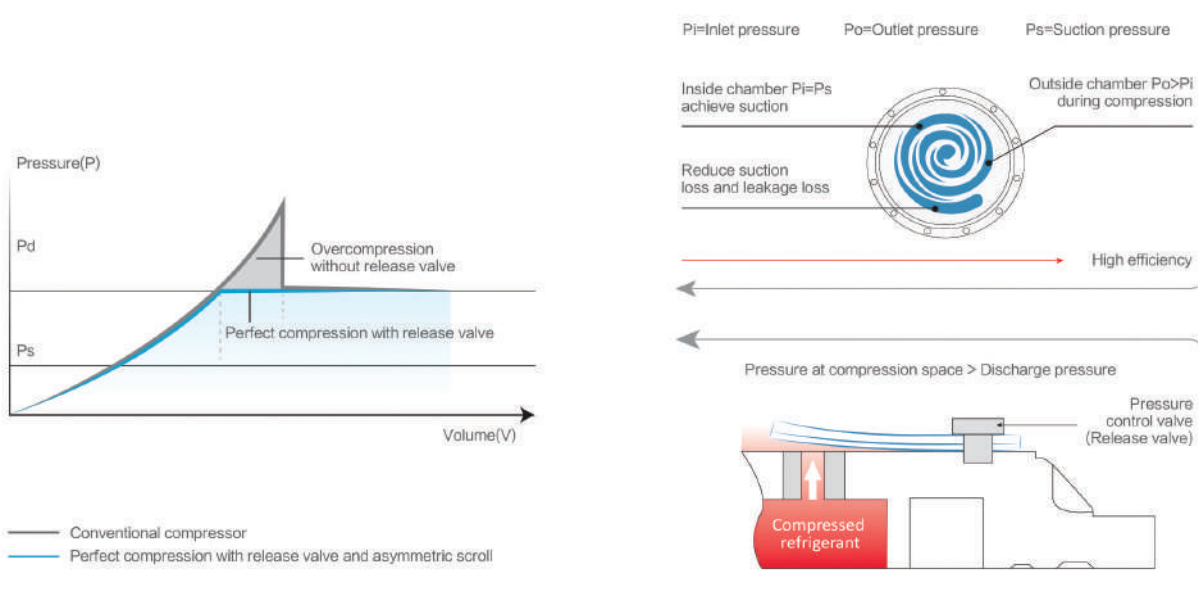 Pressure(P)
Pd
Overcompression
without release valve
Perfect compression with release valve
Ps
Volume(V)
Conventional compressor
Perfect compression with release valve and asymmetric scroll
Pi=Inlet pressure
Po=Outlet pressure
Ps=Suction pressure
Inside chamber Pi=Ps
achieve suction
Outside chamber Po>Pi
during compression
Reduce suction
loss and leakage loss
High efficiency
Pressure at compression space > Discharge pressure
Pressure
control valve
(Release valve)
Compressed
refrigerant